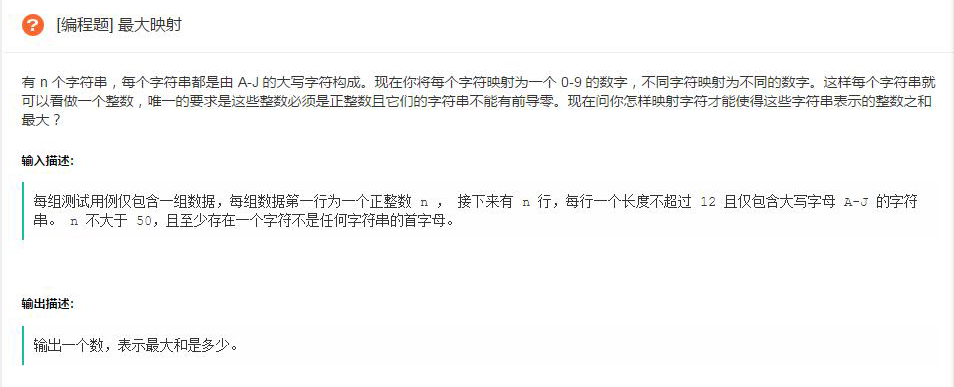 ? [编程题] 最大映射
有 n 个字符串，每个字符串都是由 A-J 的大写字符构成。现在你将每个字符映射为一个 0-9 的数字，不同字符映射为不同的数字。这样每个字符串就
可以看做一个整数，唯一的要求是这些整数必须是正整数且它们的字符串不能有前导零。现在问你怎样映射字符才能使得这些字符串表示的整数之和
最大？
输入描述:
每组测试用例仅包含一组数据，每组数据第一行为一个正整数 n ， 接下来有 n 行，每行一个长度不超过 12 且仅包含大写字母 A-J 的字符
串。 n 不大于 50，且至少存在一个字符不是任何字符串的首字母。
输出描述:
输出一个数，表示最大和是多少。